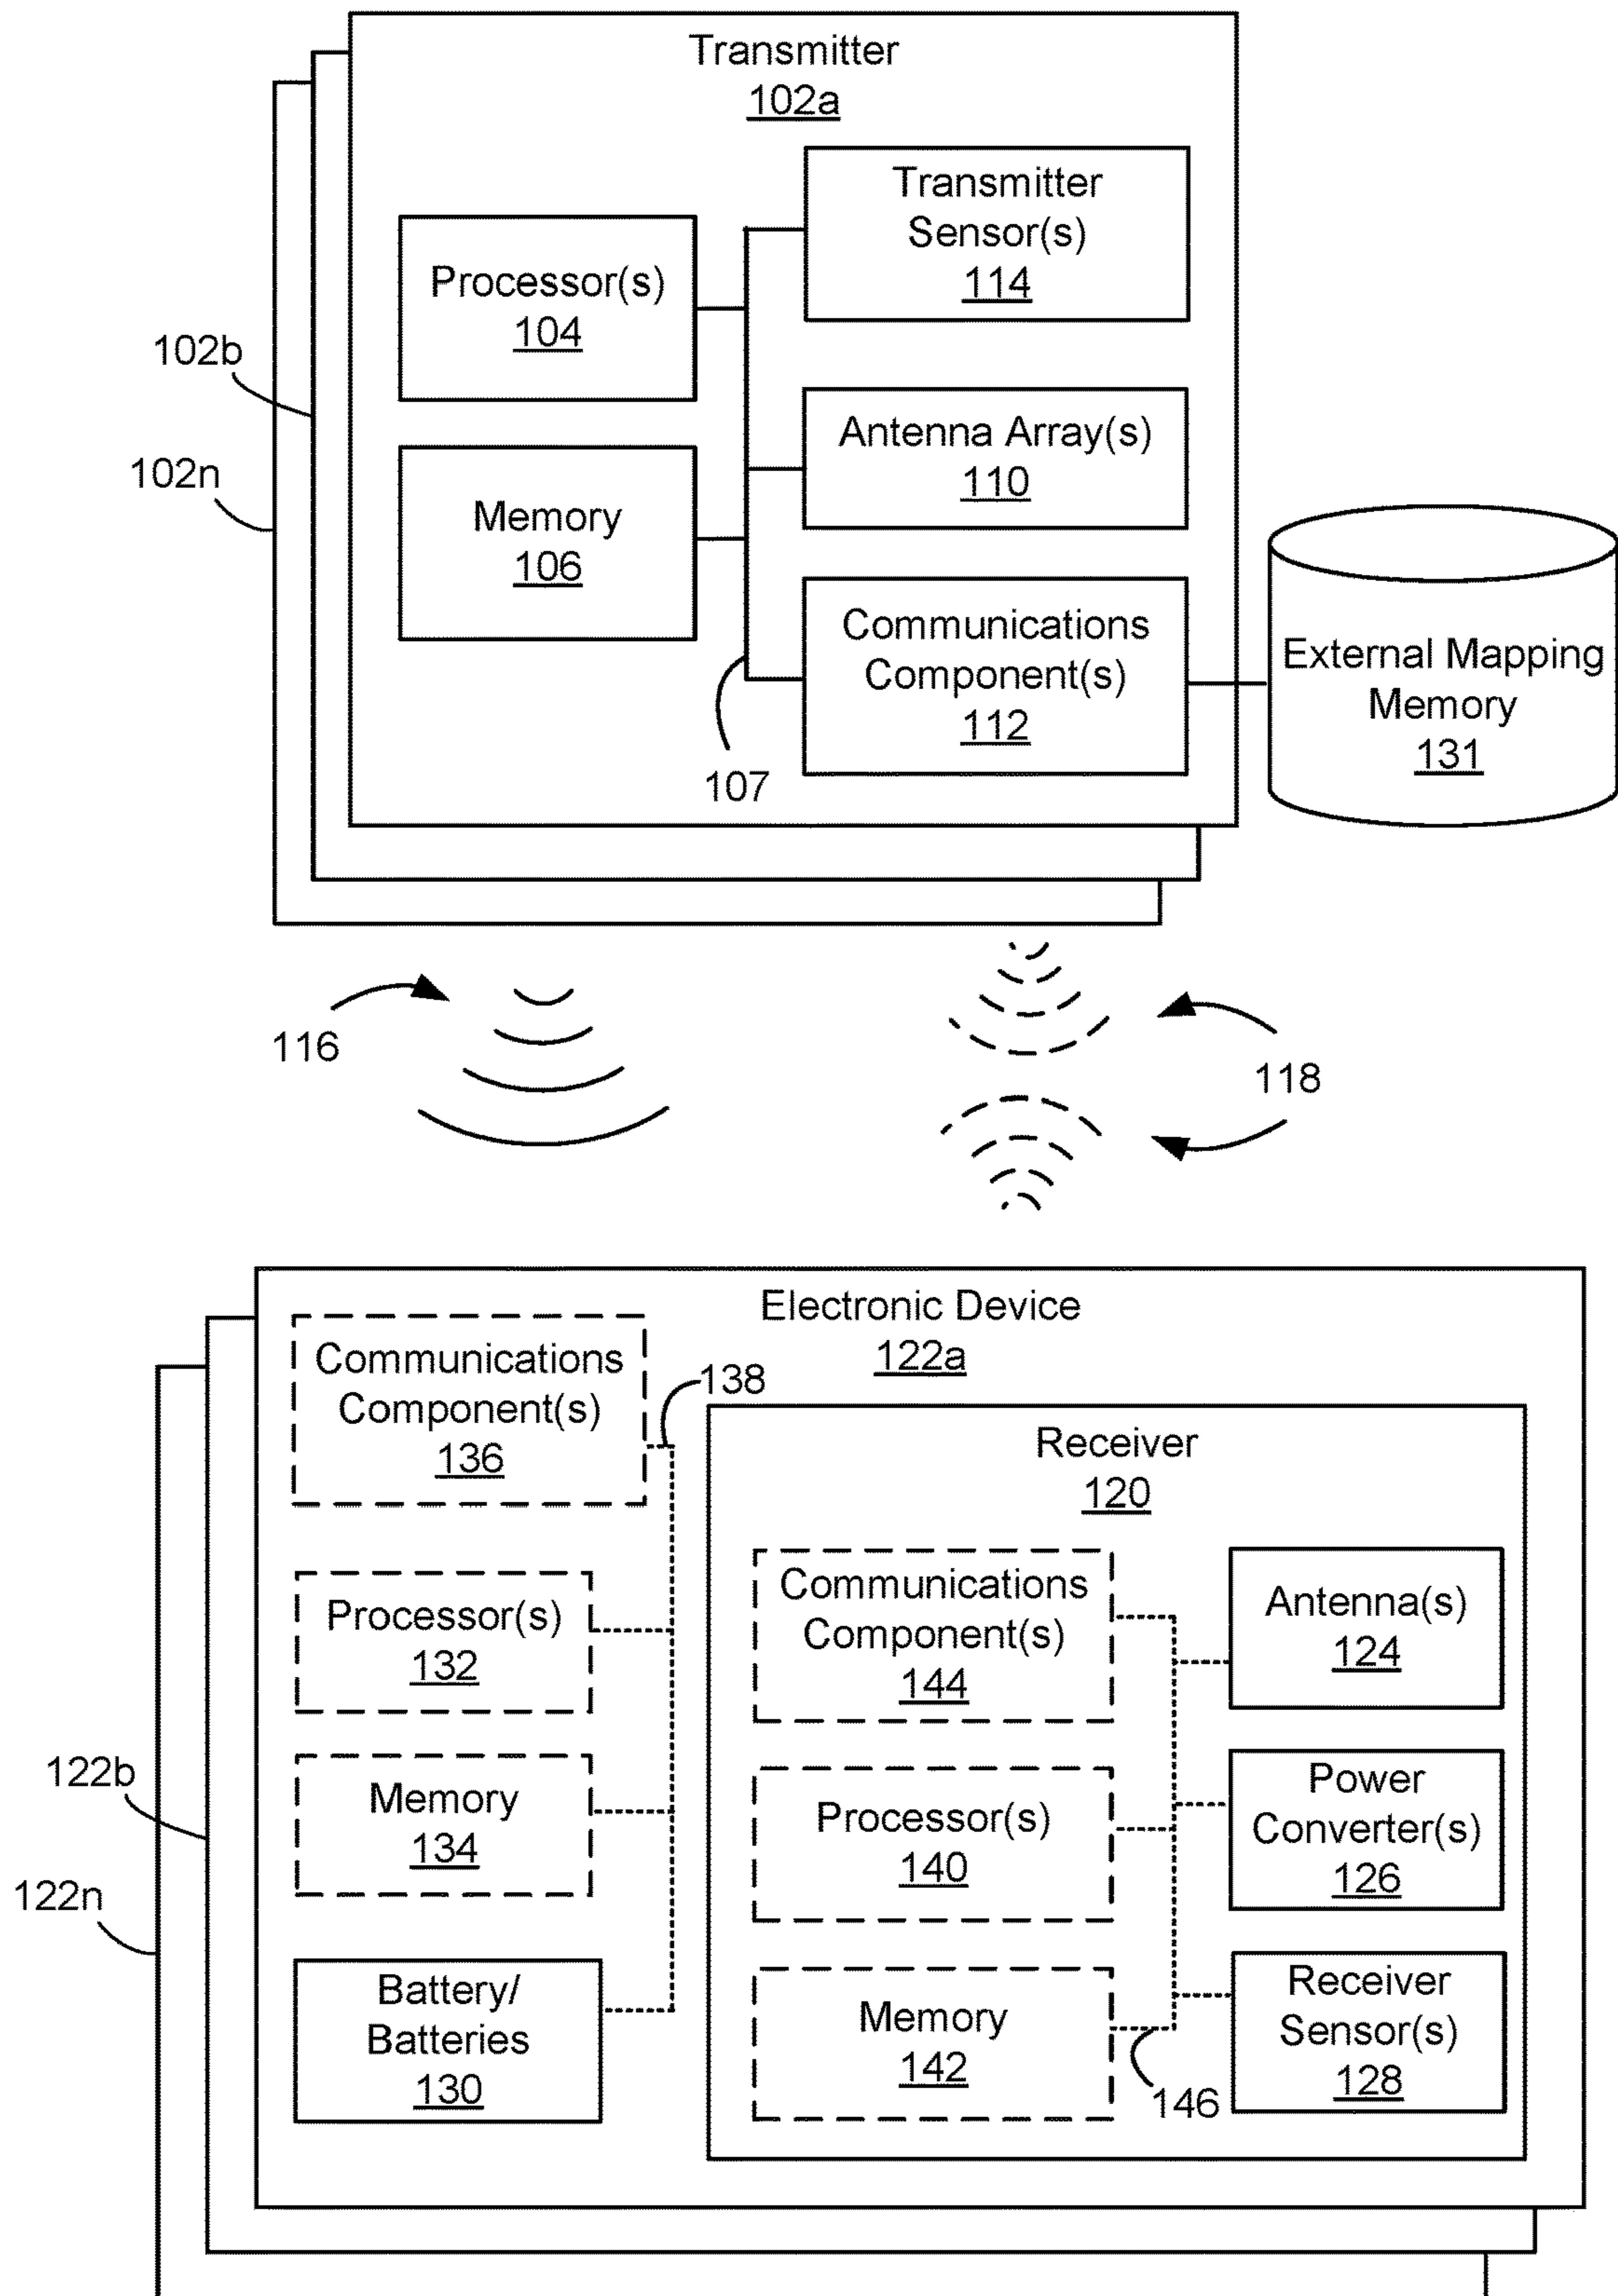 Transmitter
102a
Transmitter
Sensor(s)
114
Processor(s)
104
102b
Antenna Array(s)
110
102n
Memory
106
Communications
Component(s)
112
External Mapping
Memory
131
107
116
118
Electronic Device
122a
Communications
Component(s)
136
138
Receiver
120
Processor(s)
132
Communications
Component(s)
144
Antenna(s)
124
122b
Memory
134
Processor(s)
140
Power
Converter(s)
126
122n
Battery/
Batteries
130
Memory
142
146
Receiver
Sensor(s)
128